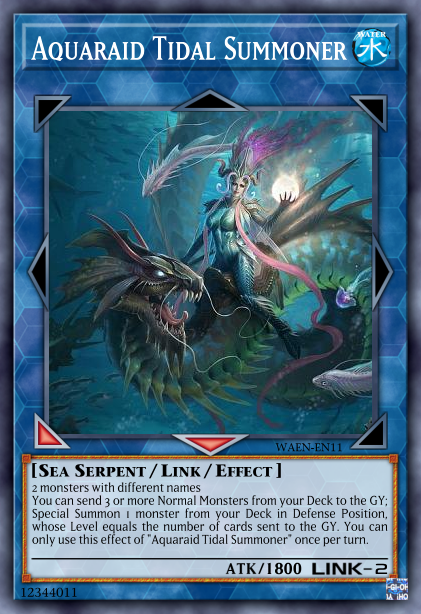 AQUARAID TIDAL SUMMONER
WATER
水
WAEN-EN11
[SEA SERPENT / LINK / EFFECT]
2 monsters with different names
You can send 3 or more Normal Monsters from your Deck to the GY;
Special Summon 1 monster from your Deck in Defense Position,
whose Level equals the number of cards sent to the GY. You can
only use this effect of "Aquaraid Tidal Summoner" once per turn.
ATK/1800 LINK-2
12344011